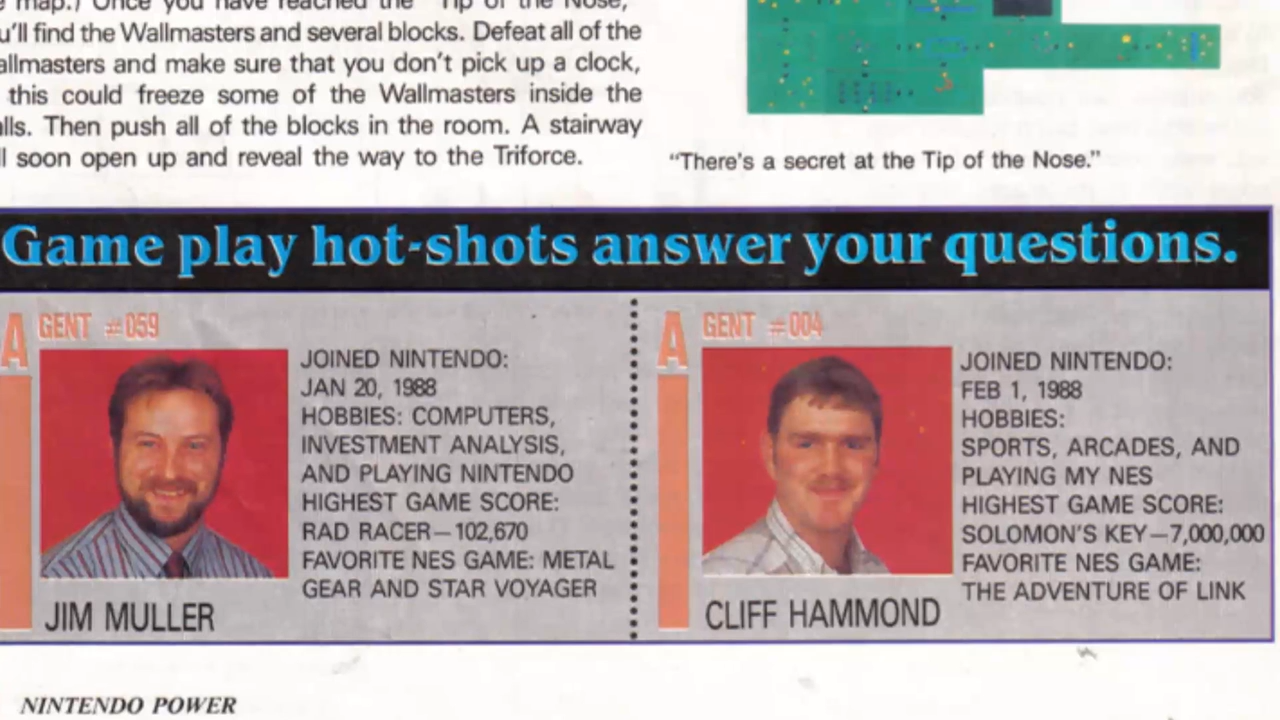 map.) Once you have reached the "Tip of the Nose,"
u'll find the Wallmasters and several blocks. Defeat all of the
allmasters and make sure that you don't pick up a clock,
this could freeze some of the Wallmasters inside the
lls. Then push all of the blocks in the room. A stairway
ll soon open up and reveal the way to the Triforce.
"There's a secret at the Tip of the Nose."
Game play hot-shots answer your questions.
AGENT #059
JOINED NINTENDO:
JAN 20, 1988
HOBBIES: COMPUTERS,
INVESTMENT ANALYSIS,
AND PLAYING NINTENDO
HIGHEST GAME SCORE:
RAD RACER—102,670
FAVORITE NES GAME: METAL
GEAR AND STAR VOYAGER
JIM MULLER
AGENT #004
JOINED NINTENDO:
FEB 1, 1988
HOBBIES:
SPORTS, ARCADES, AND
PLAYING MY NES
HIGHEST GAME SCORE:
SOLOMON'S KEY—7,000,000
FAVORITE NES GAME:
THE ADVENTURE OF LINK
CLIFF HAMMOND
NINTENDO POWER